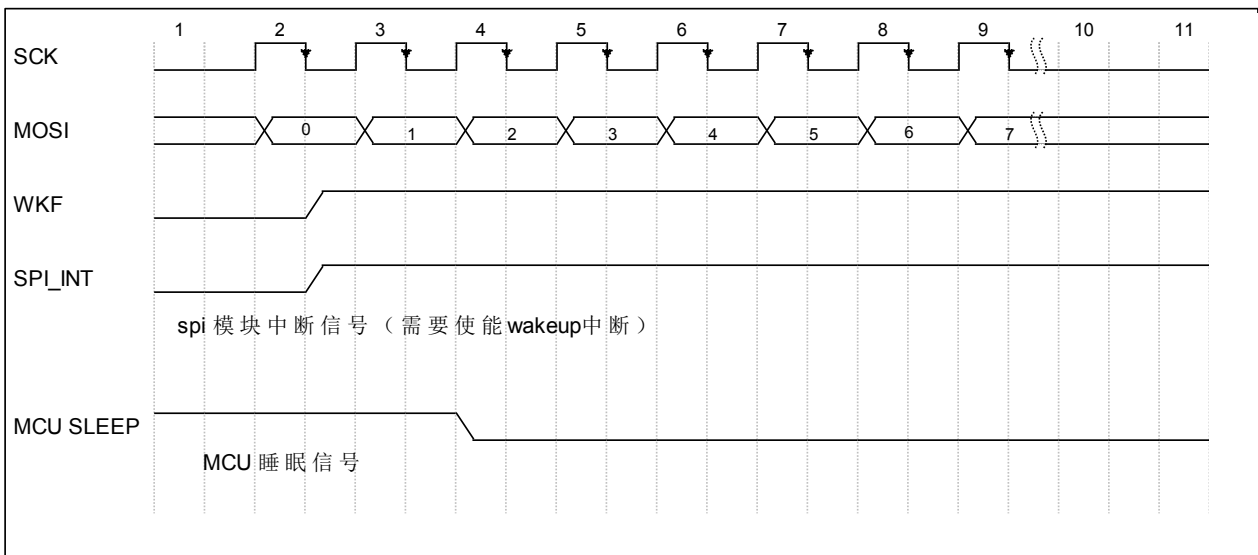 1 2 3 4 5 6 7 8 9 10 11
SCK
MOSI 0 1 2 3 4 5 6 7
WKF
SPI_INT
spi 模块中断信号（需要使能wakeup中断）
MCU SLEEP
MCU 睡眠信号